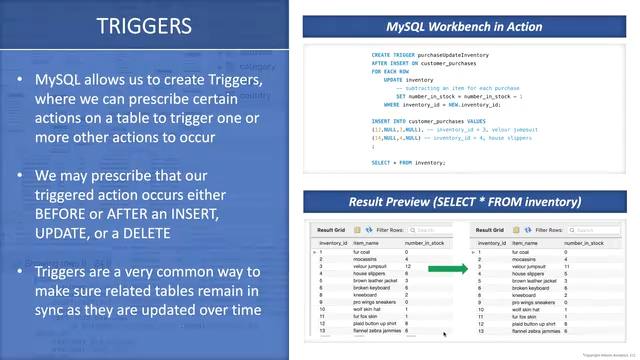 TRIGGERS
• MySQL allows us to create Triggers,
where we can prescribe certain
actions on a table to trigger one or
more other actions to occur
• We may prescribe that our
triggered action occurs either
BEFORE or AFTER an INSERT,
UPDATE, or a DELETE
• Triggers are a very common way to
make sure related tables remain in
sync as they are updated over time
MySQL Workbench in Action
CREATE TRIGGER purchaseUpdateInventory
AFTER INSERT ON customer_purchases
FOR EACH ROW
UPDATE inventory
-- subtracting an item for each purchase
SET number_in_stock = number_in_stock - 1
WHERE inventory_id = NEW.inventory_id;
INSERT INTO customer_purchases VALUES
(13,NULL,3,NULL), -- inventory_id = 3, velour jumpsuit
(14,NULL,4,NULL) -- inventory_id = 4, house slippers
;
SELECT * FROM inventory;
Result Preview (SELECT * FROM inventory)
Result Grid Filter Rows: Search
inventory_id item_name number_in_stock
1 fur coat 0
2 mocassins 4
3 velour jumpsuit 12
4 house slippers 6
5 brown leather jacket 3
6 broken keyboard 6
8 kneeboard 2
9 pro wings sneakers 0
10 wolf skin hat 1
11 fur fox skin 1
12 plaid button up shirt 8
13 flannel zebra jammies 6
Result Grid Filter Rows: Search
inventory_id item_name number_in_stock
1 fur coat 0
2 mocassins 4
3 velour jumpsuit 11
4 house slippers 5
5 brown leather jacket 3
6 broken keyboard 6
8 kneeboard 2
9 pro wings sneakers 0
10 wolf skin hat 1
11 fur fox skin 1
12 plaid button up shirt 8
13 flannel zebra jammies 6